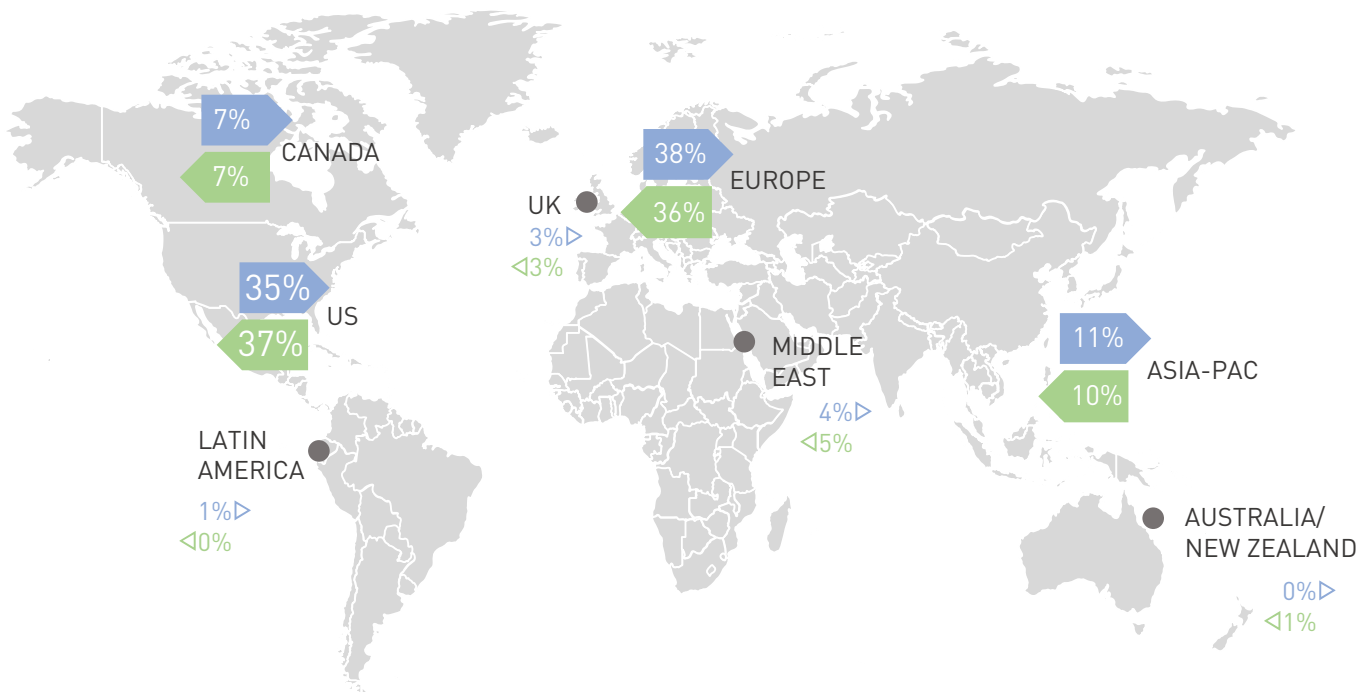 7%
CANADA
7%
38%
EUROPE
36%
UK
3%
3%
35%
US
37%
11%
ASIA-PAC
10%
MIDDLE
EAST
4%
5%
LATIN
AMERICA
1%
0%
AUSTRALIA/
NEW ZEALAND
0%
1%